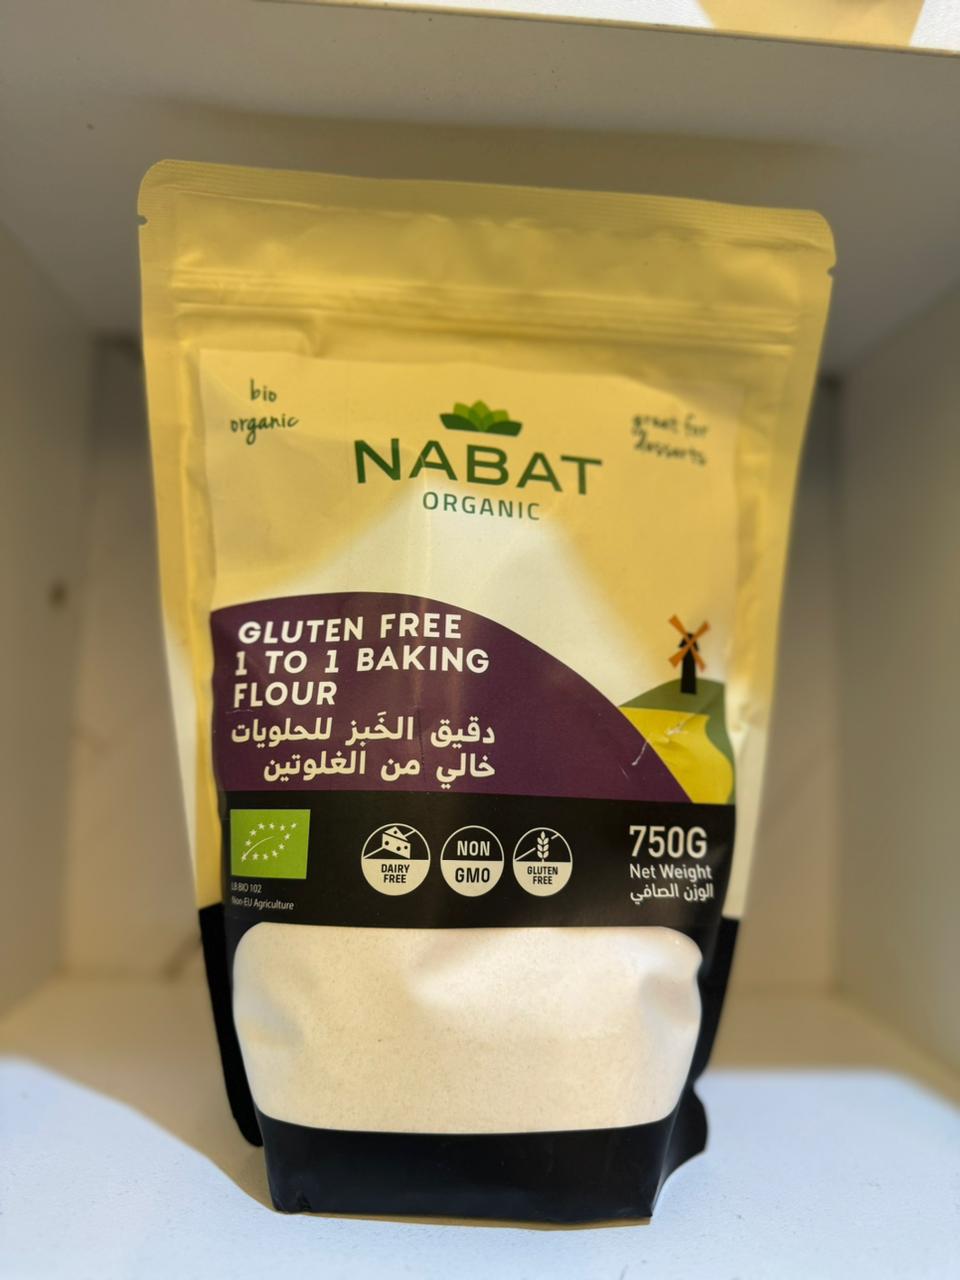 bio
organic
great for
desserts
NABAT
ORGANIC
GLUTEN FREE
1 TO 1 BAKING
FLOUR
دقيق الخَبز للحلويات
خالي من الغلوتين
DAIRY
FREE
NON
GMO
GLUTEN
FREE
750G
Net Weight
الوزن الصافي
LB BIO 102
Non-EU Agriculture